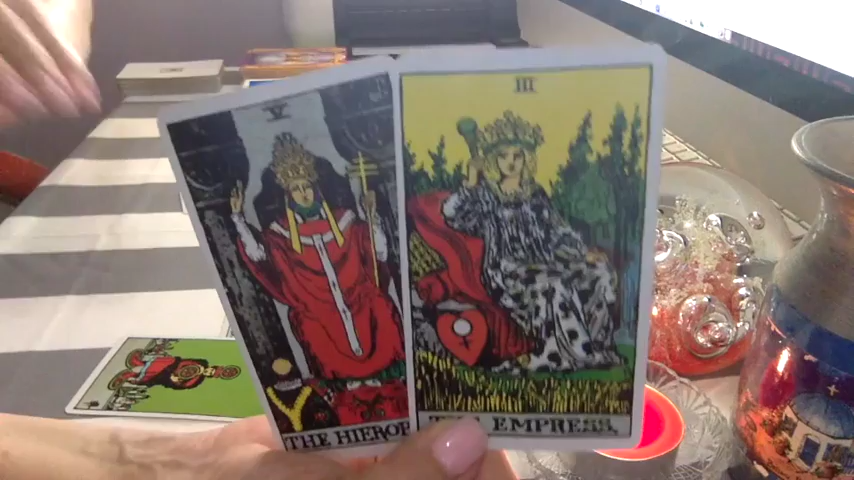 V
THE HIEROP
III
THE EMPRESS.